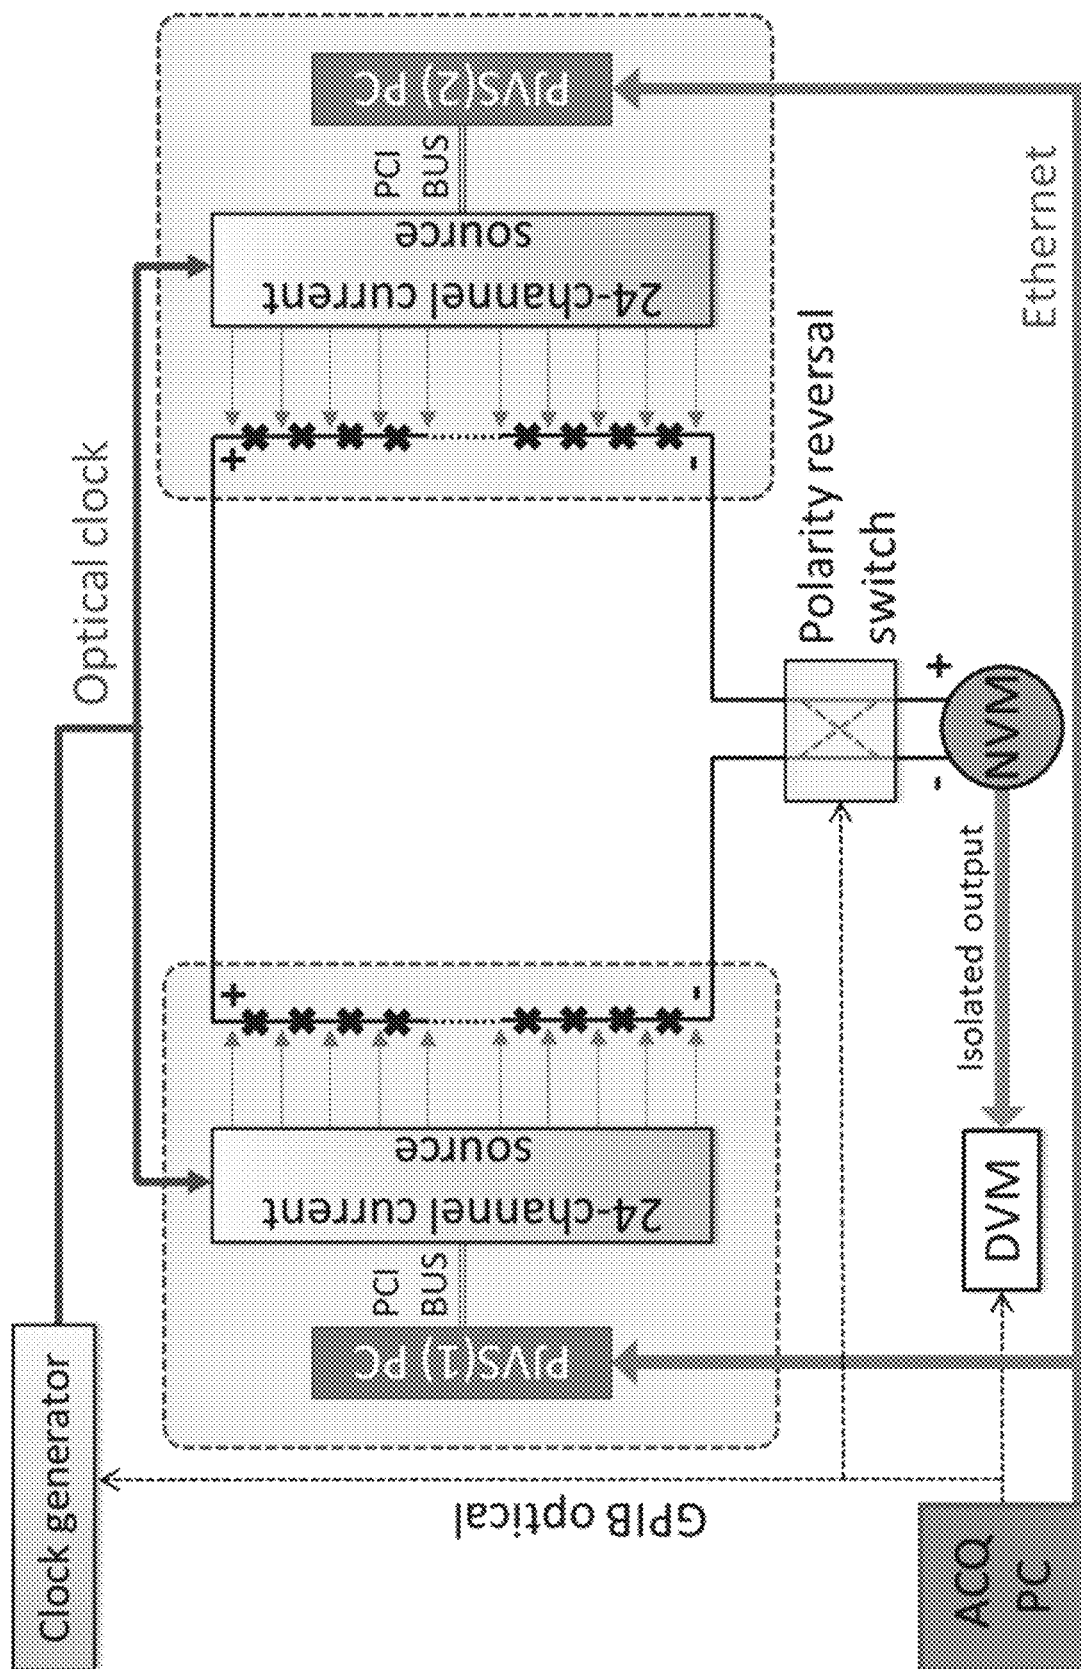 Clock generator
Optical clock
GPIB optical
PJVS(1) PC
PCI
BUS
24-channel current
source
+
-
+
-
24-channel current
source
PCI
BUS
PJVS(2) PC
Polarity reversal
switch
-
+
NVM
Isolated output
DVM
Ethernet
ACQ
PC